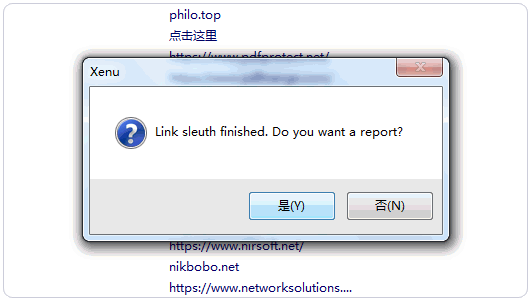 philo.top
点击这里
https://www.pdfprotect.net/
Xenu
Link sleuth finished. Do you want a report?
是(Y)
否(N)
https://www.nirsoft.net/
nikbobo.net
https://www.networksolutions....